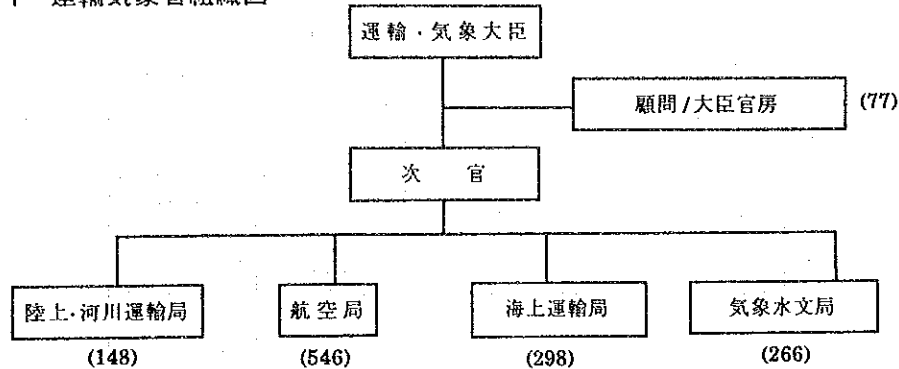 運輸気象省組織図
運輸・気象大臣
顧問/大臣官房 (77)
次 官
陸上・河川運輸局 航空局 海上運輸局 気象水文局
(148) (546) (298) (266)